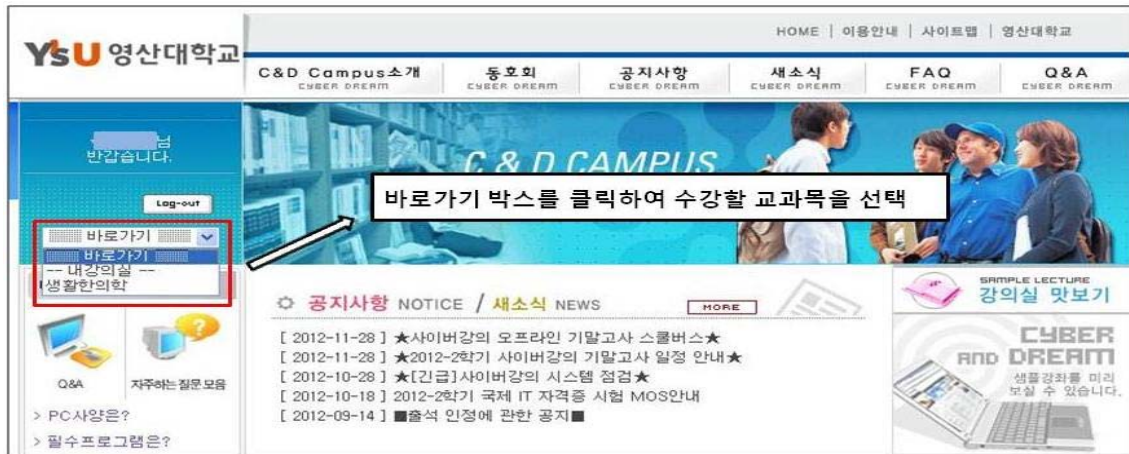 HOME | 이용안내 | 사이트맵 | 영산대학교
Y'sU 영산대학교
C&D Campus소개 동호회 공지사항 새소식 FAQ Q&A
CYBER DREAM CYBER DREAM CYBER DREAM CYBER DREAM CYBER DREAM CYBER DREAM
님
반갑습니다.
Log-out
C & D CAMPUS
바로가기 박스를 클릭하여 수강할 교과목을 선택
바로가기
바로가기
-- 내강의실 --
생활한의학
공지사항 NOTICE / 새소식 NEWS MORE
[ 2012-11-28 ] ★사이버강의 오프라인 기말고사 스쿨버스★
[ 2012-11-28 ] ★2012-2학기 사이버강의 기말고사 일정 안내★
[ 2012-10-28 ] ★[긴급]사이버강의 시스템 점검★
[ 2012-10-18 ] 2012-2학기 국제 IT 자격증 시험 MOS안내
[ 2012-09-14 ] ■출석 인정에 관한 공지■
Q&A 자주하는 질문 모음
> PC사양은?
> 필수프로그램은?
SAMPLE LECTURE
강의실 맛보기
CYBER
AND DREAM
샘플강좌를 미리
보실 수 있습니다.